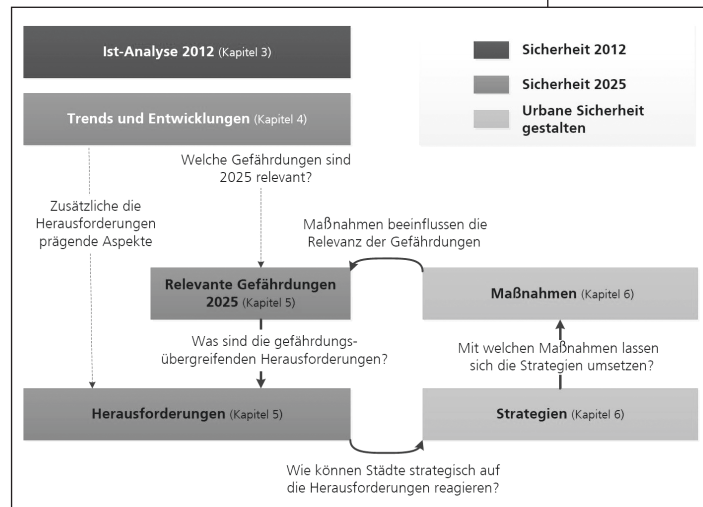 Ist-Analyse 2012 (Kapitel 3)
Sicherheit 2012
Sicherheit 2025
Urbane Sicherheit
gestalten
Trends und Entwicklungen (Kapitel 4)
Welche Gefährdungen sind
2025 relevant?
Zusätzliche die
Herausforderungen
prägende Aspekte
Maßnahmen beeinflussen die
Relevanz der Gefährdungen
Relevante Gefährdungen
2025 (Kapitel 5)
Maßnahmen (Kapitel 6)
Was sind die gefährdungs-
übergreifenden Herausforderungen?
Mit welchen Maßnahmen lassen
sich die Strategien umsetzen?
Herausforderungen (Kapitel 5)
Strategien (Kapitel 6)
Wie können Städte strategisch auf
die Herausforderungen reagieren?